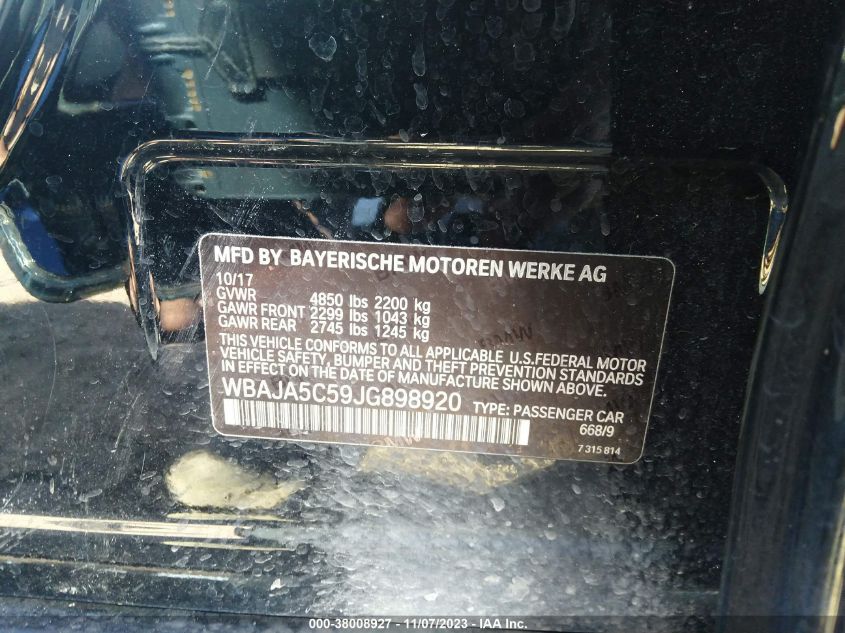 MFD BY BAYERISCHE MOTOREN WERKE AG
10/17
GVWR 4850 lbs 2200 kg
GAWR FRONT 2299 lbs 1043 kg
GAWR REAR 2745 lbs 1245 kg
THIS VEHICLE CONFORMS TO ALL APPLICABLE U.S.FEDERAL MOTOR
VEHICLE SAFETY, BUMPER AND THEFT PREVENTION STANDARDS
IN EFFECT ON THE DATE OF MANUFACTURE SHOWN ABOVE.
WBAJA5C59JG898920 TYPE: PASSENGER CAR
668/9
7 315 814
000-38008927 - 11/07/2023 - IAA Inc.